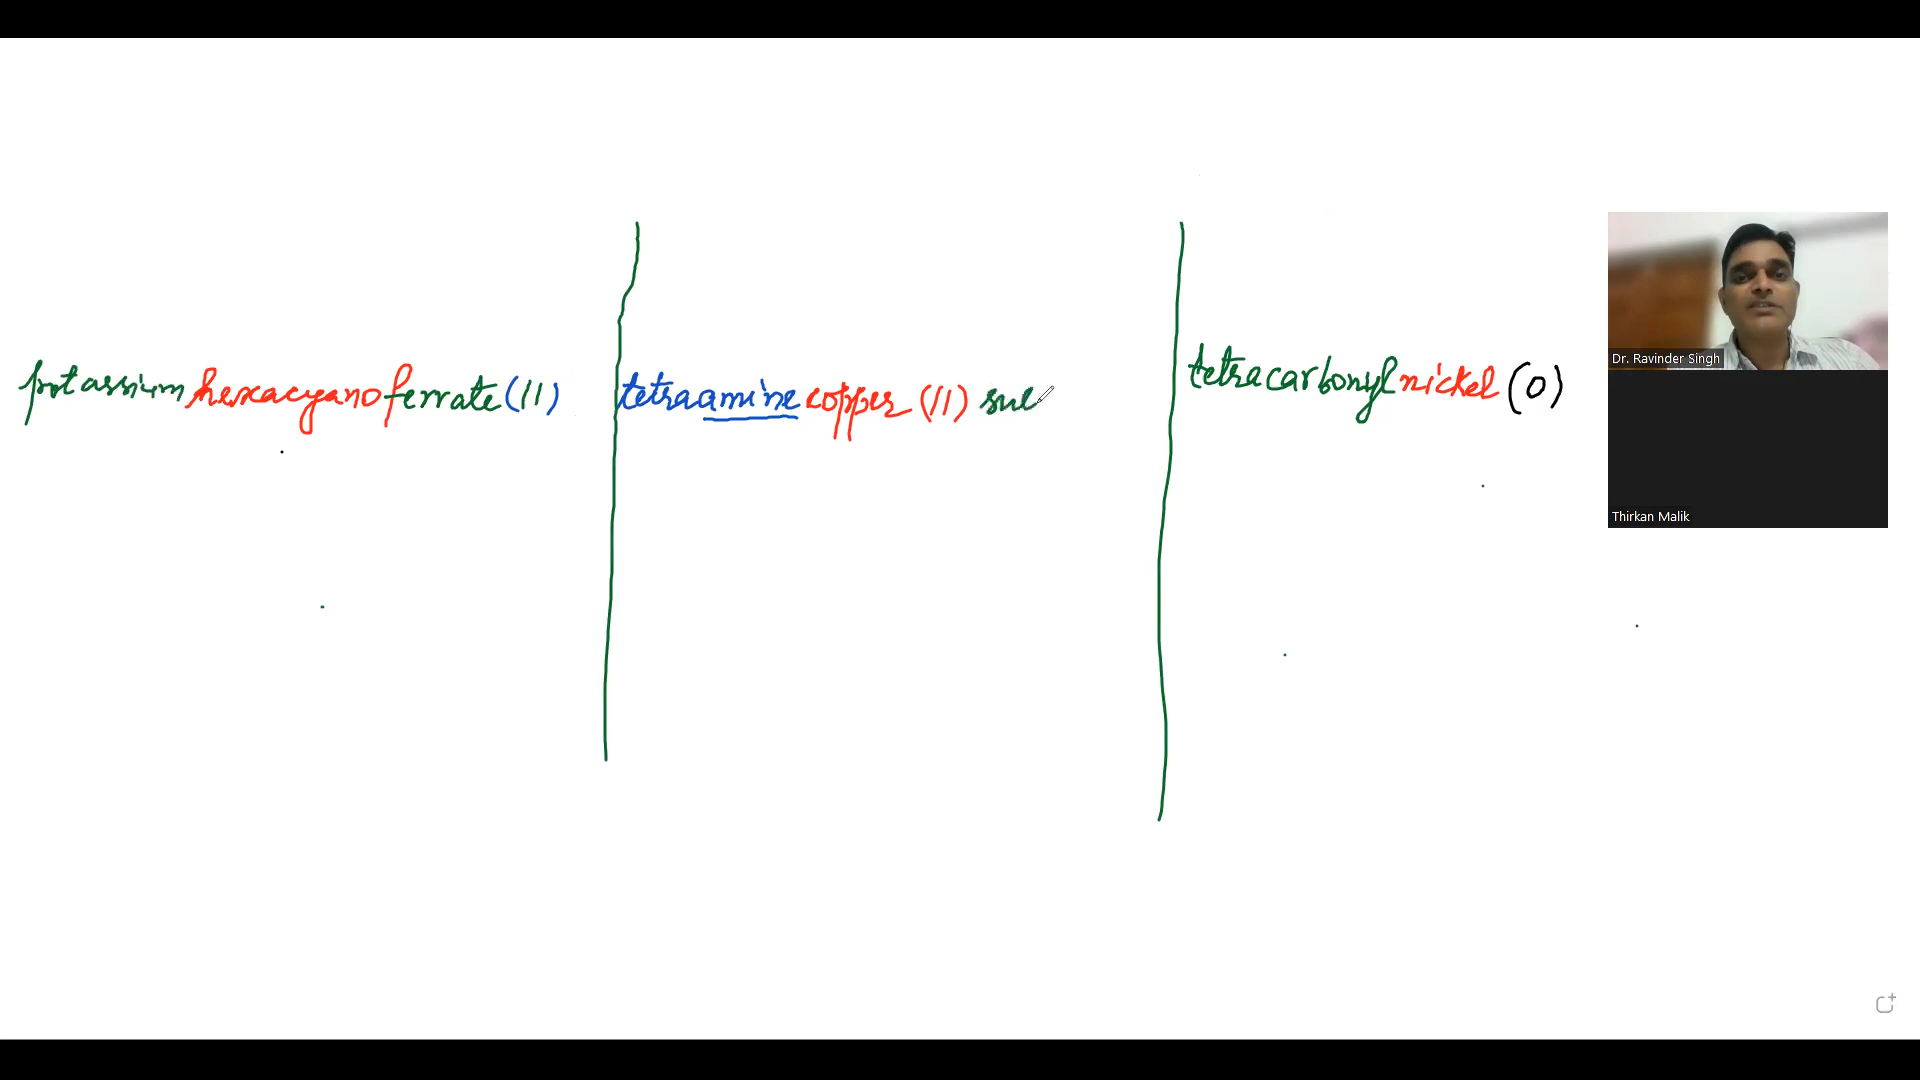 potassium hexacyanoferrate (II)
tetraamine copper (II) sul
tetracarbonyl nickel (0)
Dr. Ravinder Singh
Thirkan Malik